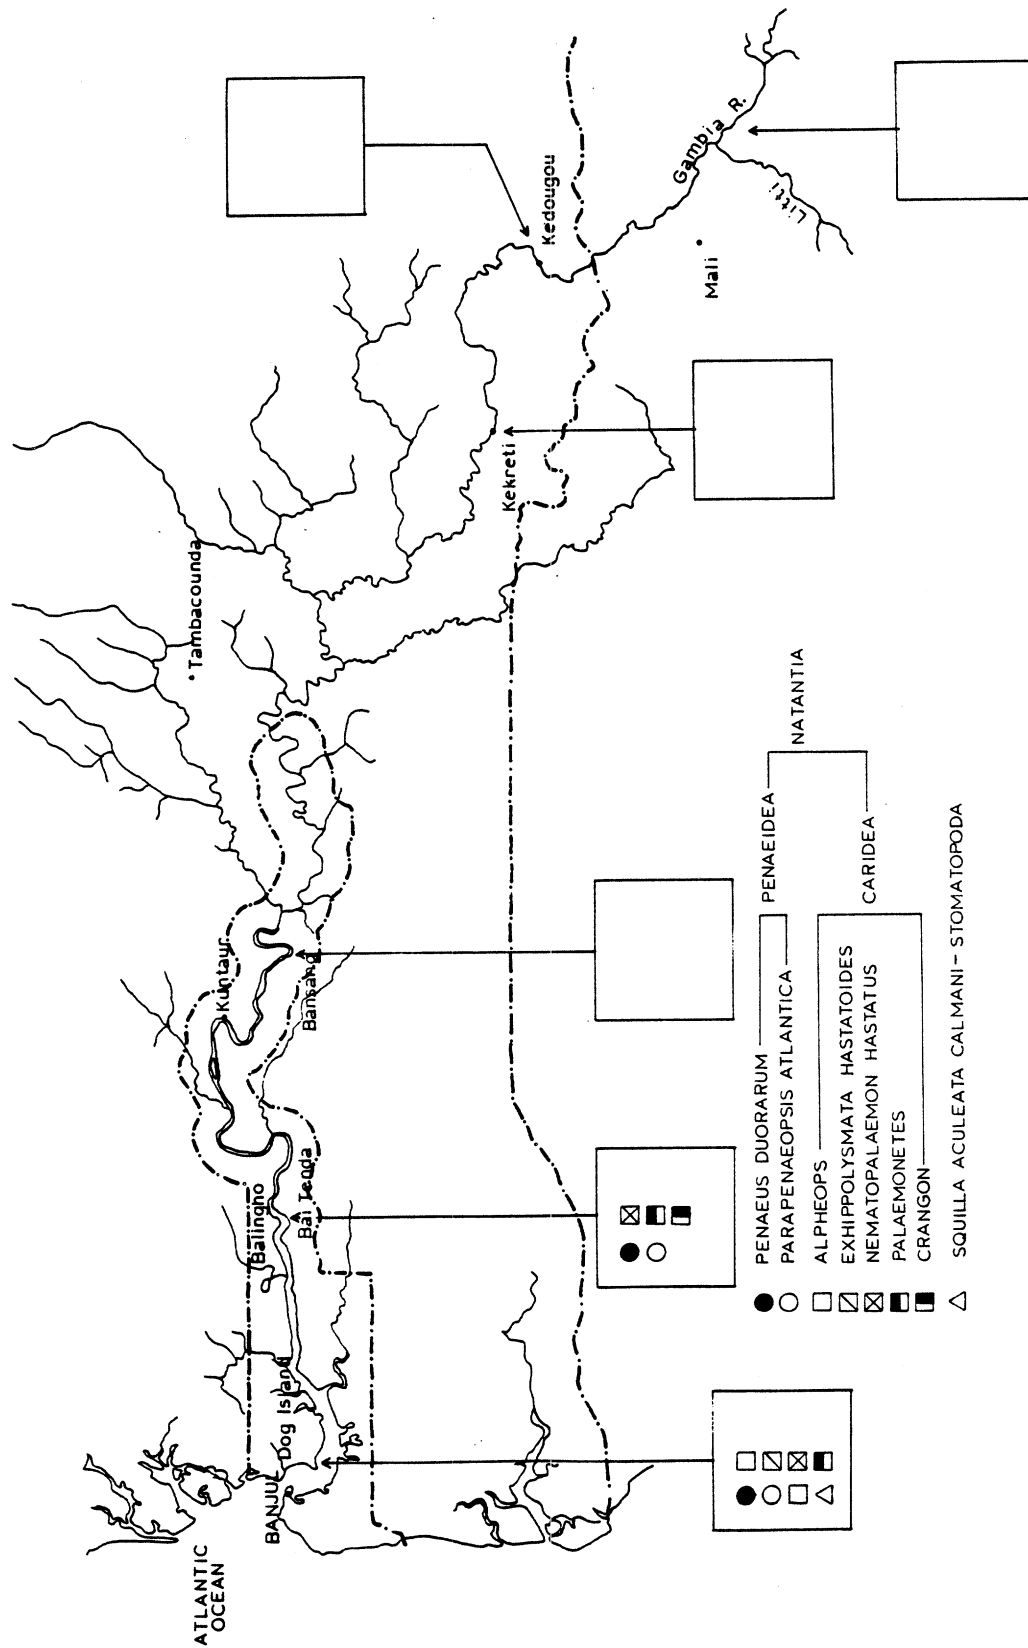 ATLANTIC
OCEAN
BANJUL
Dog Island
Balingho
Bai Tenda
Kuntaur
Bansang
Tambacounda
Kekreti
Kedougou
Mali
Gambia R.
Litti
PENAEUS DUORARUM
PARAPENAEOPSIS ATLANTICA
PENAEIDEA
ALPHEOPS
EXHIPPOLYSMATA HASTATOIDES
NEMATOPALAEMON HASTATUS
PALAEMONETES
CRANGON
CARIDEA
NATANTIA
SQUILLA ACULEATA CALMANI - STOMATOPODA